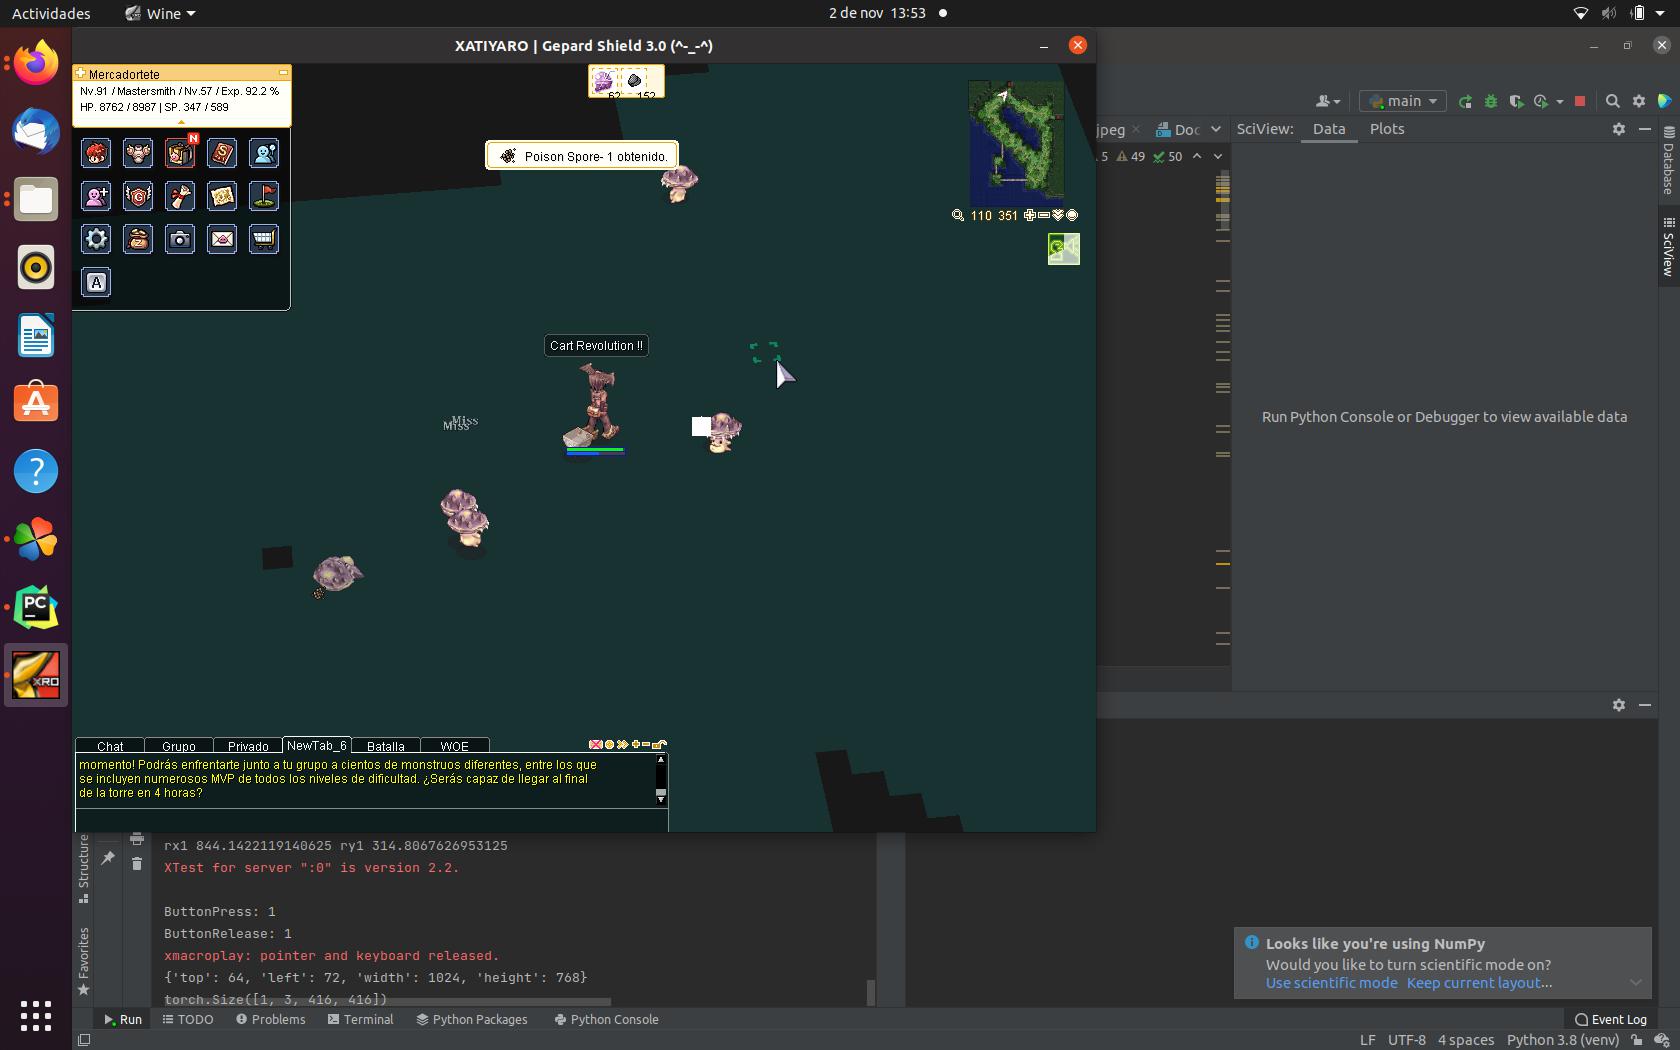 Actividades
Wine
2 de nov 13:53
XATIYARO | Gepard Shield 3.0 (^-_-^)
Mercadortete
Nv.91 / Mastersmith / Nv.57 / Exp. 92.2 %
HP. 8762 / 8987 | SP. 347 / 589
N
A
62 152
Poison Spore- 1 obtenido.
110 351
Cart Revolution !!
Miss
Miss
Chat
Grupo
Privado
NewTab_6
Batalla
WOE
momento! Podrás enfrentarte junto a tu grupo a cientos de monstruos diferentes, entre los que
se incluyen numerosos MVP de todos los niveles de dificultad. ¿Serás capaz de llegar al final
de la torre en 4 horas?
main
jpeg
Doc
SciView:
Data
Plots
5 49 50
Database
SciView
Run Python Console or Debugger to view available data
PC
XRO
Structure
Favorites
rx1 844.1422119140625 ry1 314.8067626953125
XTest for server ":0" is version 2.2.
ButtonPress: 1
ButtonRelease: 1
xmacroplay: pointer and keyboard released.
{'top': 64, 'left': 72, 'width': 1024, 'height': 768}
torch.Size([1, 3, 416, 416])
Looks like you're using NumPy
Would you like to turn scientific mode on?
Use scientific mode Keep current layout...
Run
TODO
Problems
Terminal
Python Packages
Python Console
Event Log
LF UTF-8 4 spaces Python 3.8 (venv)